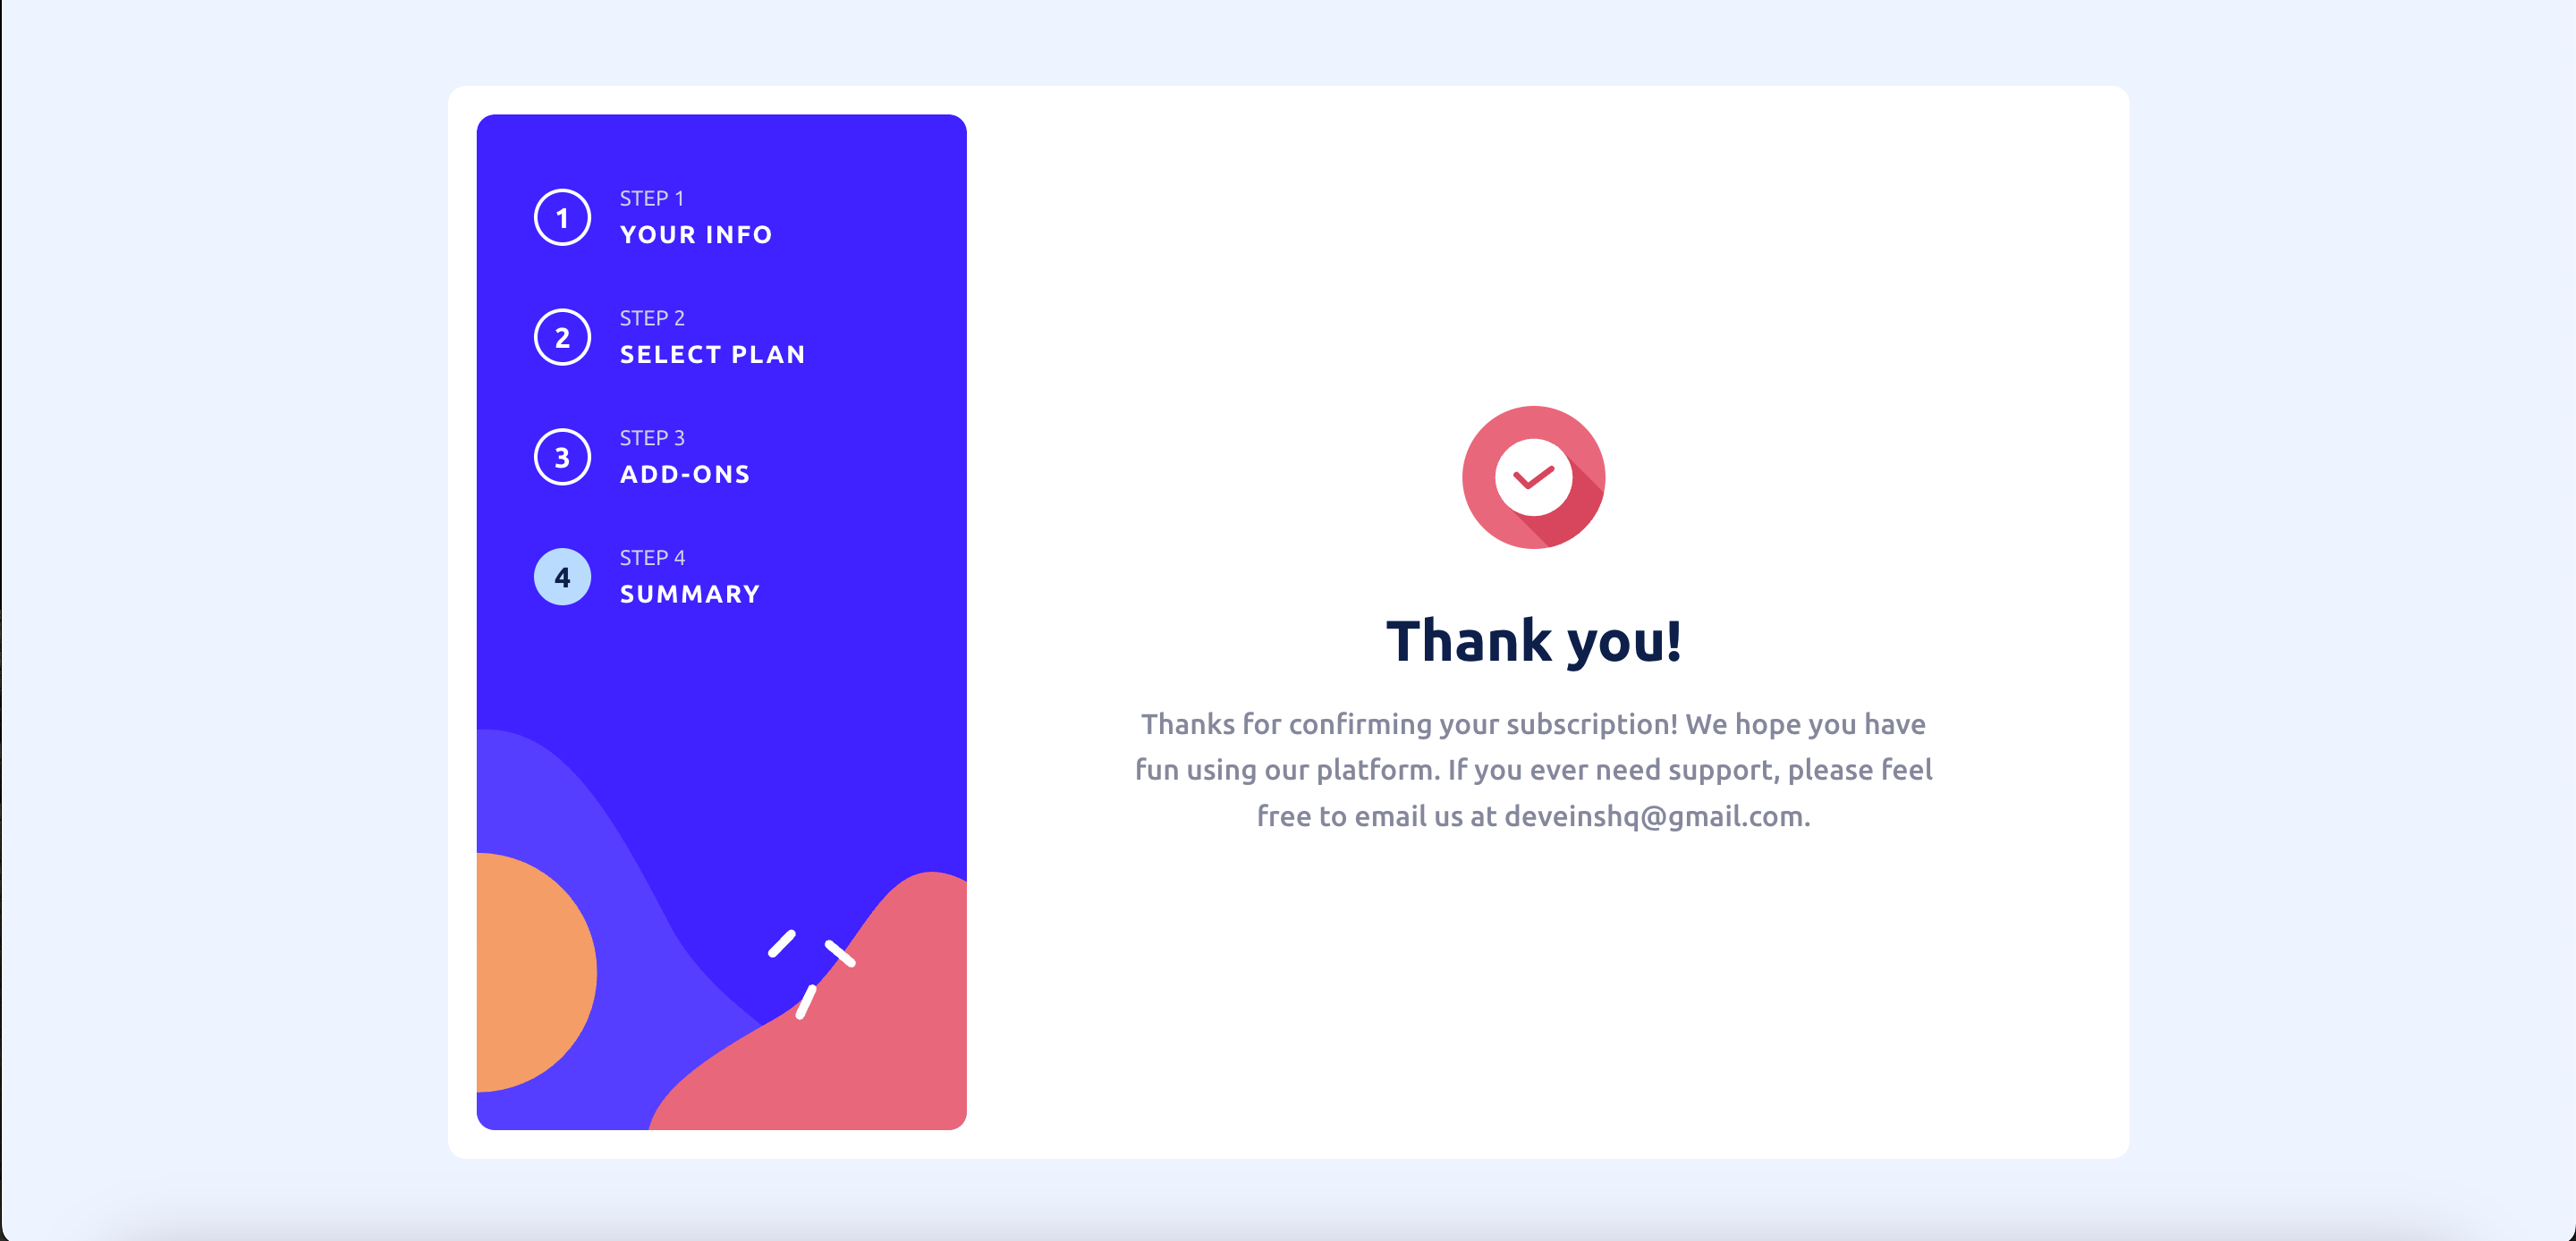 1
STEP 1
YOUR INFO
2
STEP 2
SELECT PLAN
3
STEP 3
ADD-ONS
4
STEP 4
SUMMARY
Thank you!
Thanks for confirming your subscription! We hope you have
fun using our platform. If you ever need support, please feel
free to email us at deveinshq@gmail.com.